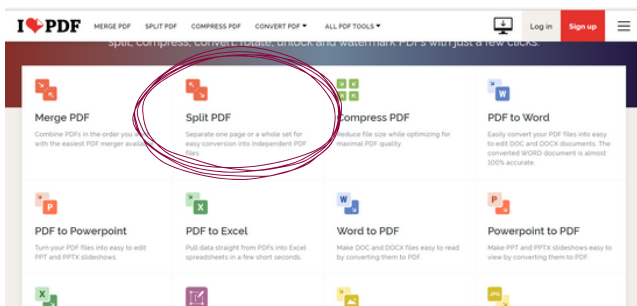 I PDF MERGE PDF SPLIT PDF COMPRESS PDF CONVERT PDF ALL PDF TOOLS Log in Sign up
split, compress, convert, rotate, unlock and watermark PDFs with just a few clicks.
Merge PDF
Combine PDFs in the order you
with the easiest PDF merger
Split PDF
Separate one page or a whole set for
easy conversion into independent PDF
files.
Compress PDF
Reduce file size while optimizing for
maximal PDF quality.
PDF to Word
W
Easily convert your PDF files into easy
to edit DOC and DOCX documents. The
converted WORD document is almost
100% accurate.
P
PDF to Powerpoint
Turn your PDF files into easy to edit
PPT and PPTX slideshows.
X
PDF to Excel
Pull data straight from PDFs into Excel
spreadsheets in a few short seconds.
W
Word to PDF
Make DOC and DOCX files easy to read
by converting them to PDF.
P
Powerpoint to PDF
Make PPT and PPTX slideshows easy to
view by converting them to PDF.
X
JPG